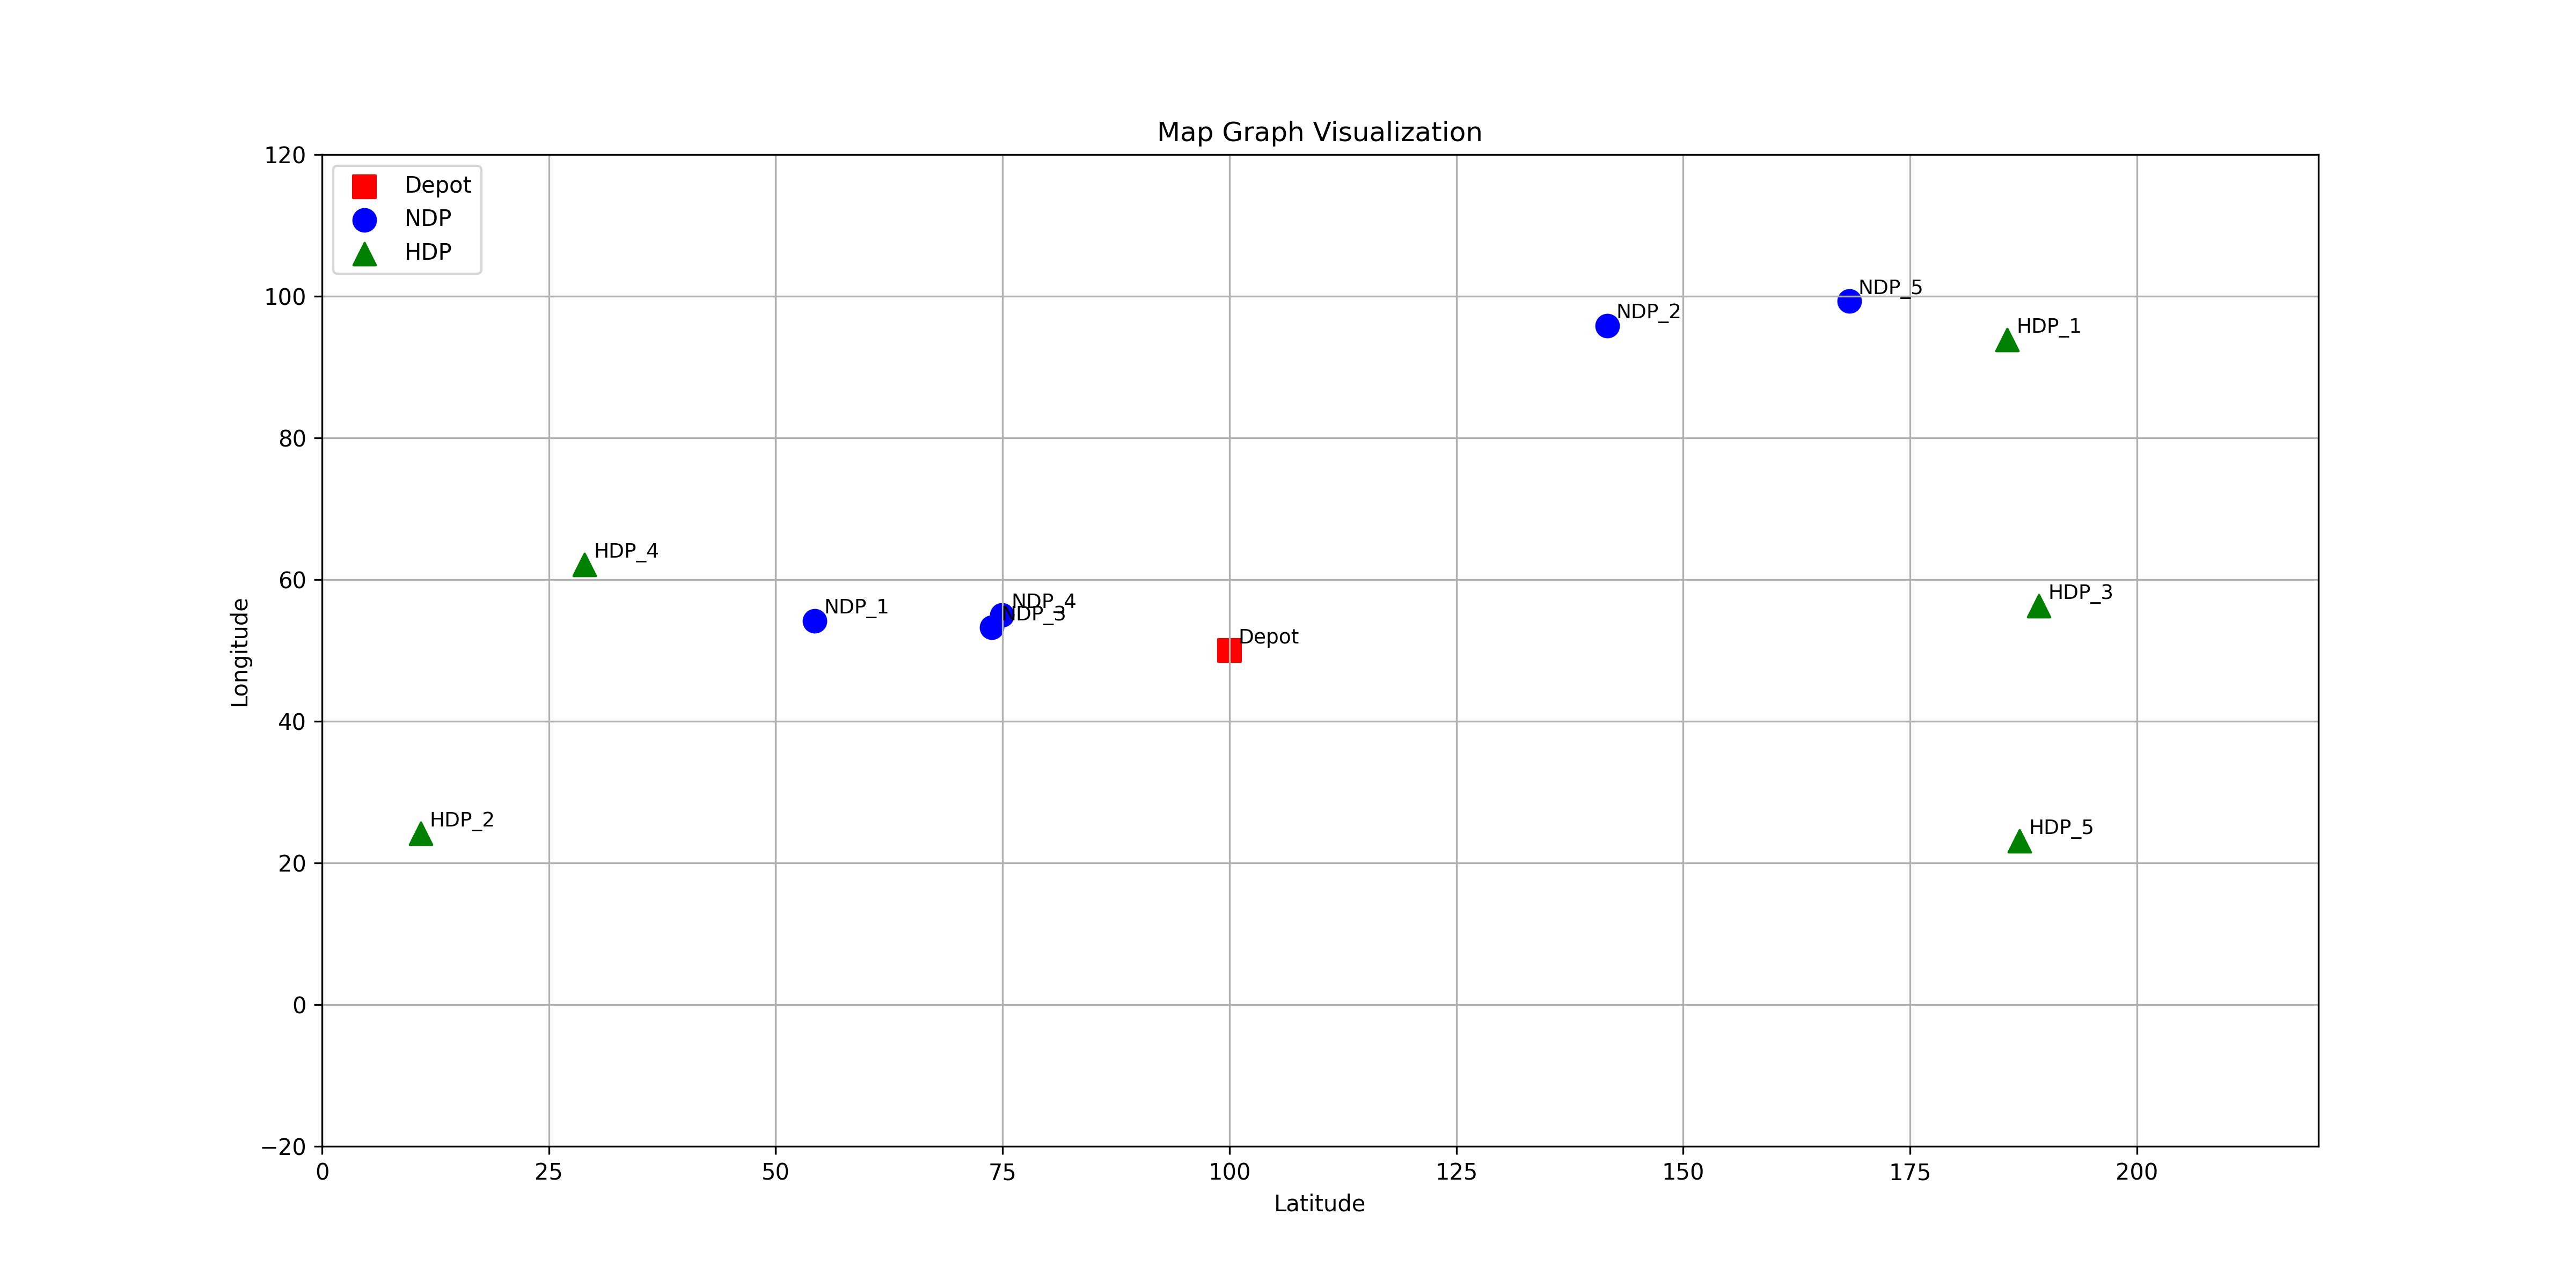 Map Graph Visualization
Depot
NDP
HDP
NDP_5
NDP_2
HDP_1
HDP_4
HDP_3
NDP_4
NDP_1
NDP_3
Depot
HDP_2
HDP_5
120
100
80
60
40
20
0
−20
Longitude
0 25 50 75 100 125 150 175 200
Latitude